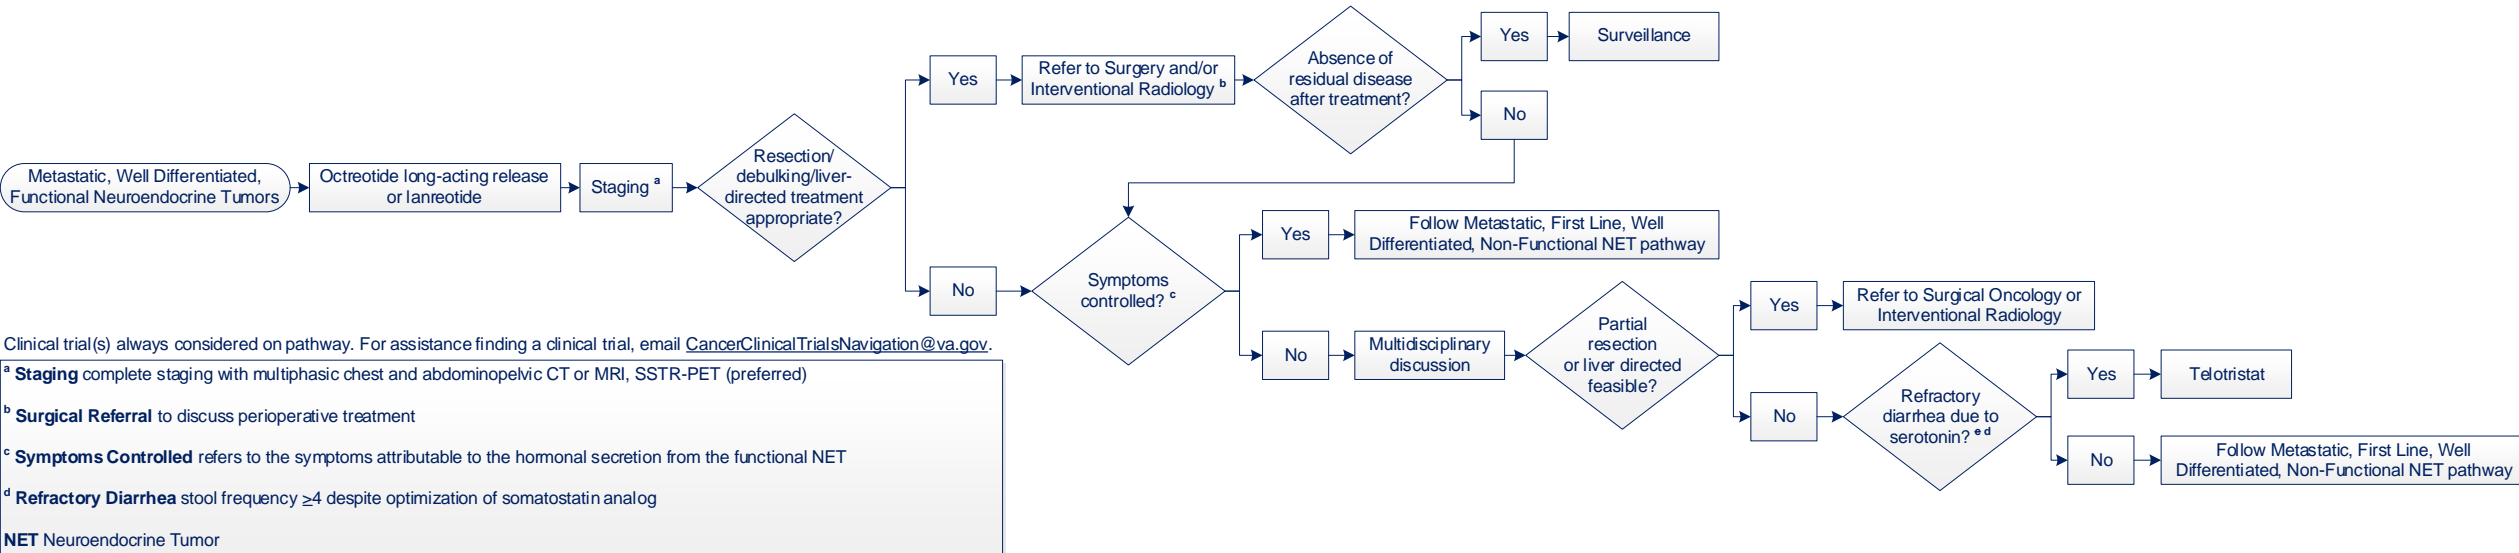 Metastatic, Well Differentiated,
Functional Neuroendocrine Tumors
Octreotide long-acting release
or lanreotide
Staging a
Resection/
debulking/liver-
directed treatment
appropriate?
Yes
Refer to Surgery and/or
Interventional Radiology b
Absence of
residual disease
after treatment?
Yes
Surveillance
No
No
Symptoms
controlled? c
Yes
Follow Metastatic, First Line, Well
Differentiated, Non-Functional NET pathway
No
Multidisciplinary
discussion
Partial
resection
or liver directed
feasible?
Yes
Refer to Surgical Oncology or
Interventional Radiology
No
Refractory
diarrhea due to
serotonin? e d
Yes
Telotristat
No
Follow Metastatic, First Line, Well
Differentiated, Non-Functional NET pathway
Clinical trial(s) always considered on pathway. For assistance finding a clinical trial, email CancerClinicalTrialsNavigation@va.gov.
a Staging complete staging with multiphasic chest and abdominopelvic CT or MRI, SSTR-PET (preferred)
b Surgical Referral to discuss perioperative treatment
c Symptoms Controlled refers to the symptoms attributable to the hormonal secretion from the functional NET
d Refractory Diarrhea stool frequency ≥4 despite optimization of somatostatin analog
NET Neuroendocrine Tumor